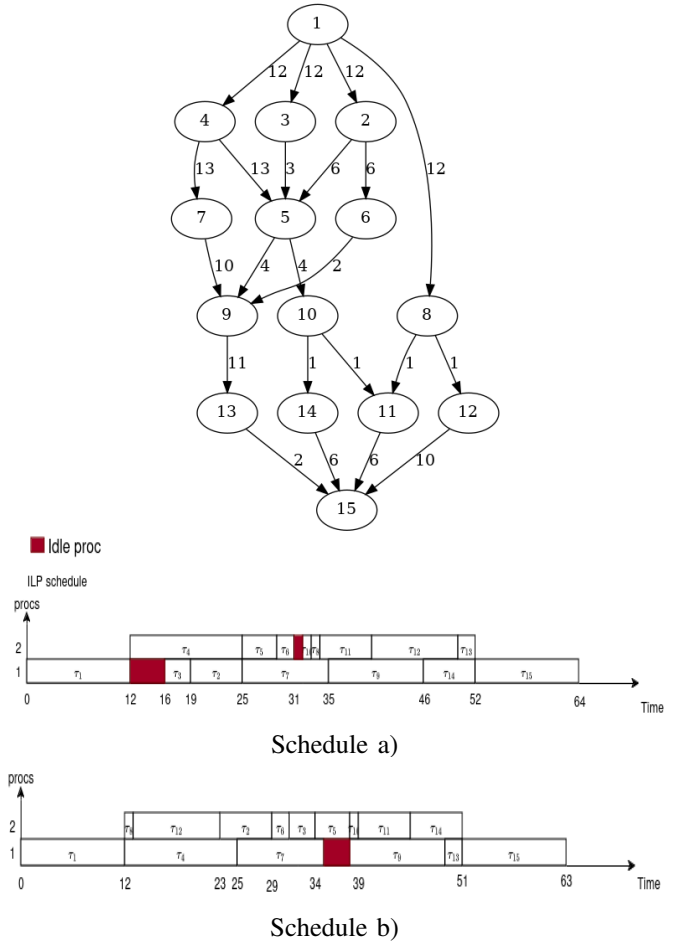 1
12 12 12
4 3 2
13 13 3 6 6 12
7 5 6
10 4 4 2
9 10 8
11 1 1 1 1
13 14 11 12
2 6 6 10
15
Idle proc
ILP schedule
procs
2 τ4 τ5 τ6 τ10 τ8 τ11 τ12 τ13
1 τ1 τ3 τ2 τ7 τ9 τ14 τ15
0 12 16 19 25 31 35 46 52 64 Time
Schedule a)
procs
2 τ8 τ12 τ2 τ6 τ3 τ5 τ10 τ11 τ14
1 τ1 τ4 τ7 τ9 τ13 τ15
0 12 23 25 29 34 39 51 63 Time
Schedule b)